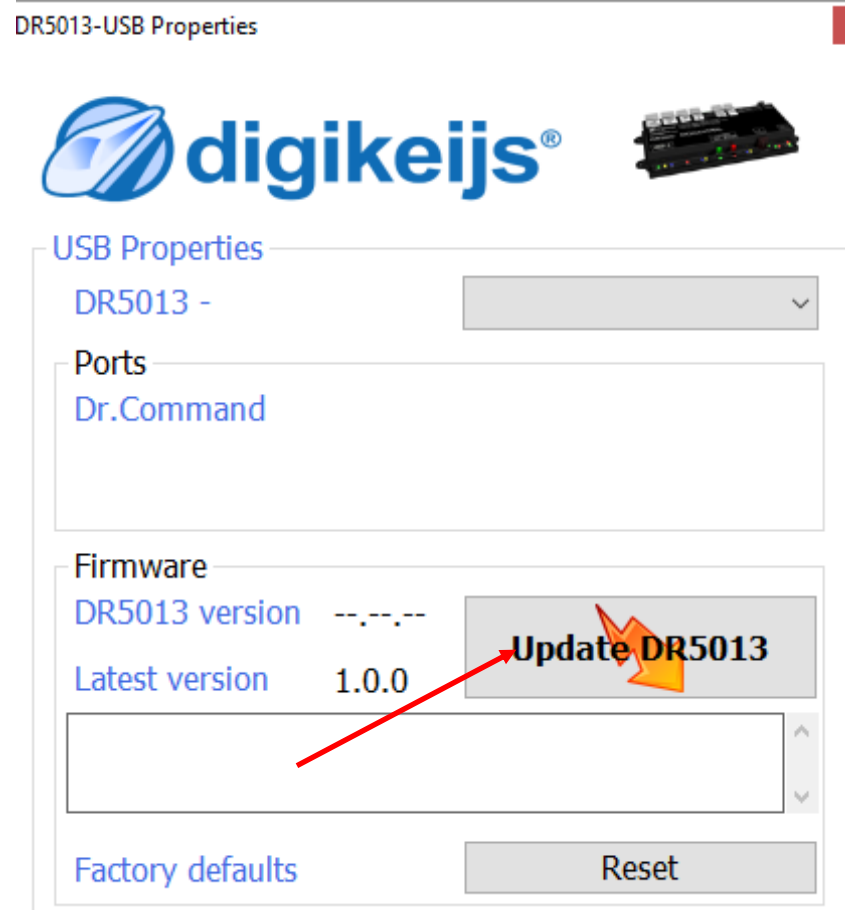 DR5013-USB Properties
digikeijs®
USB Properties
DR5013 -
Ports
Dr.Command
Firmware
DR5013 version --.--.--
Update DR5013
Latest version 1.0.0
Factory defaults Reset